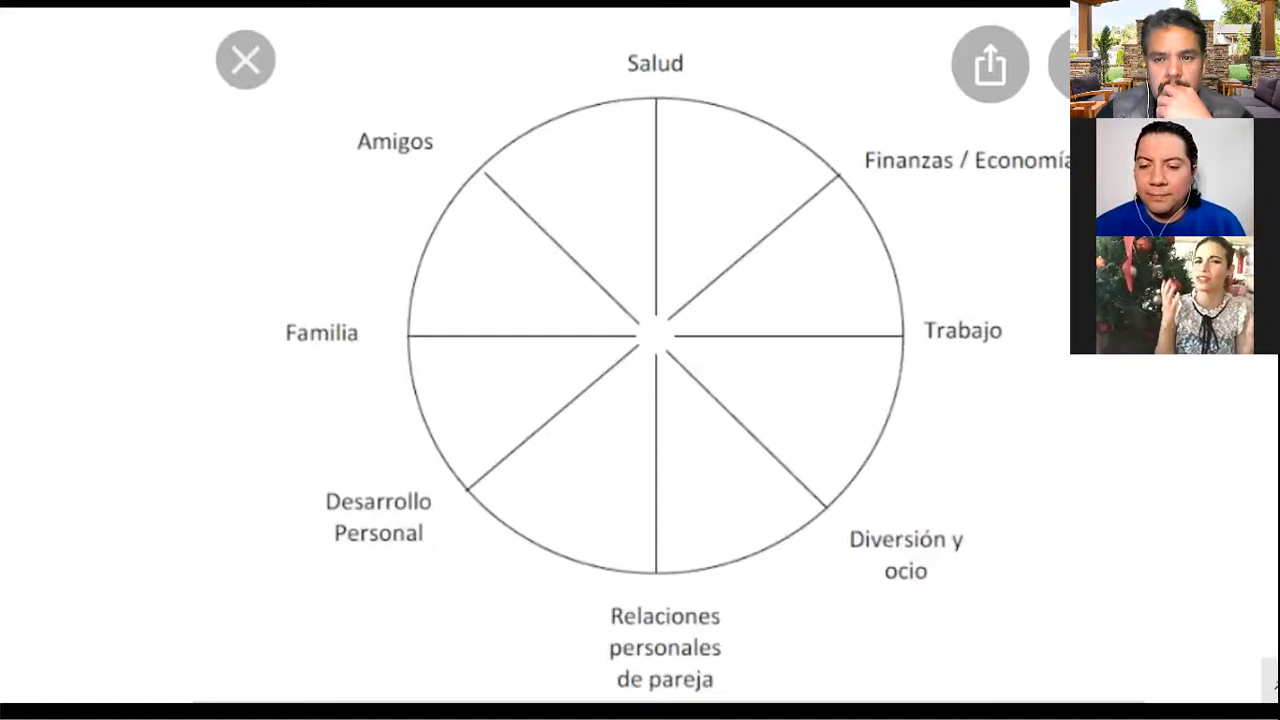 Salud
Amigos
Finanzas / Economía
Familia
Trabajo
Desarrollo
Personal
Diversión y
ocio
Relaciones
personales
de pareja